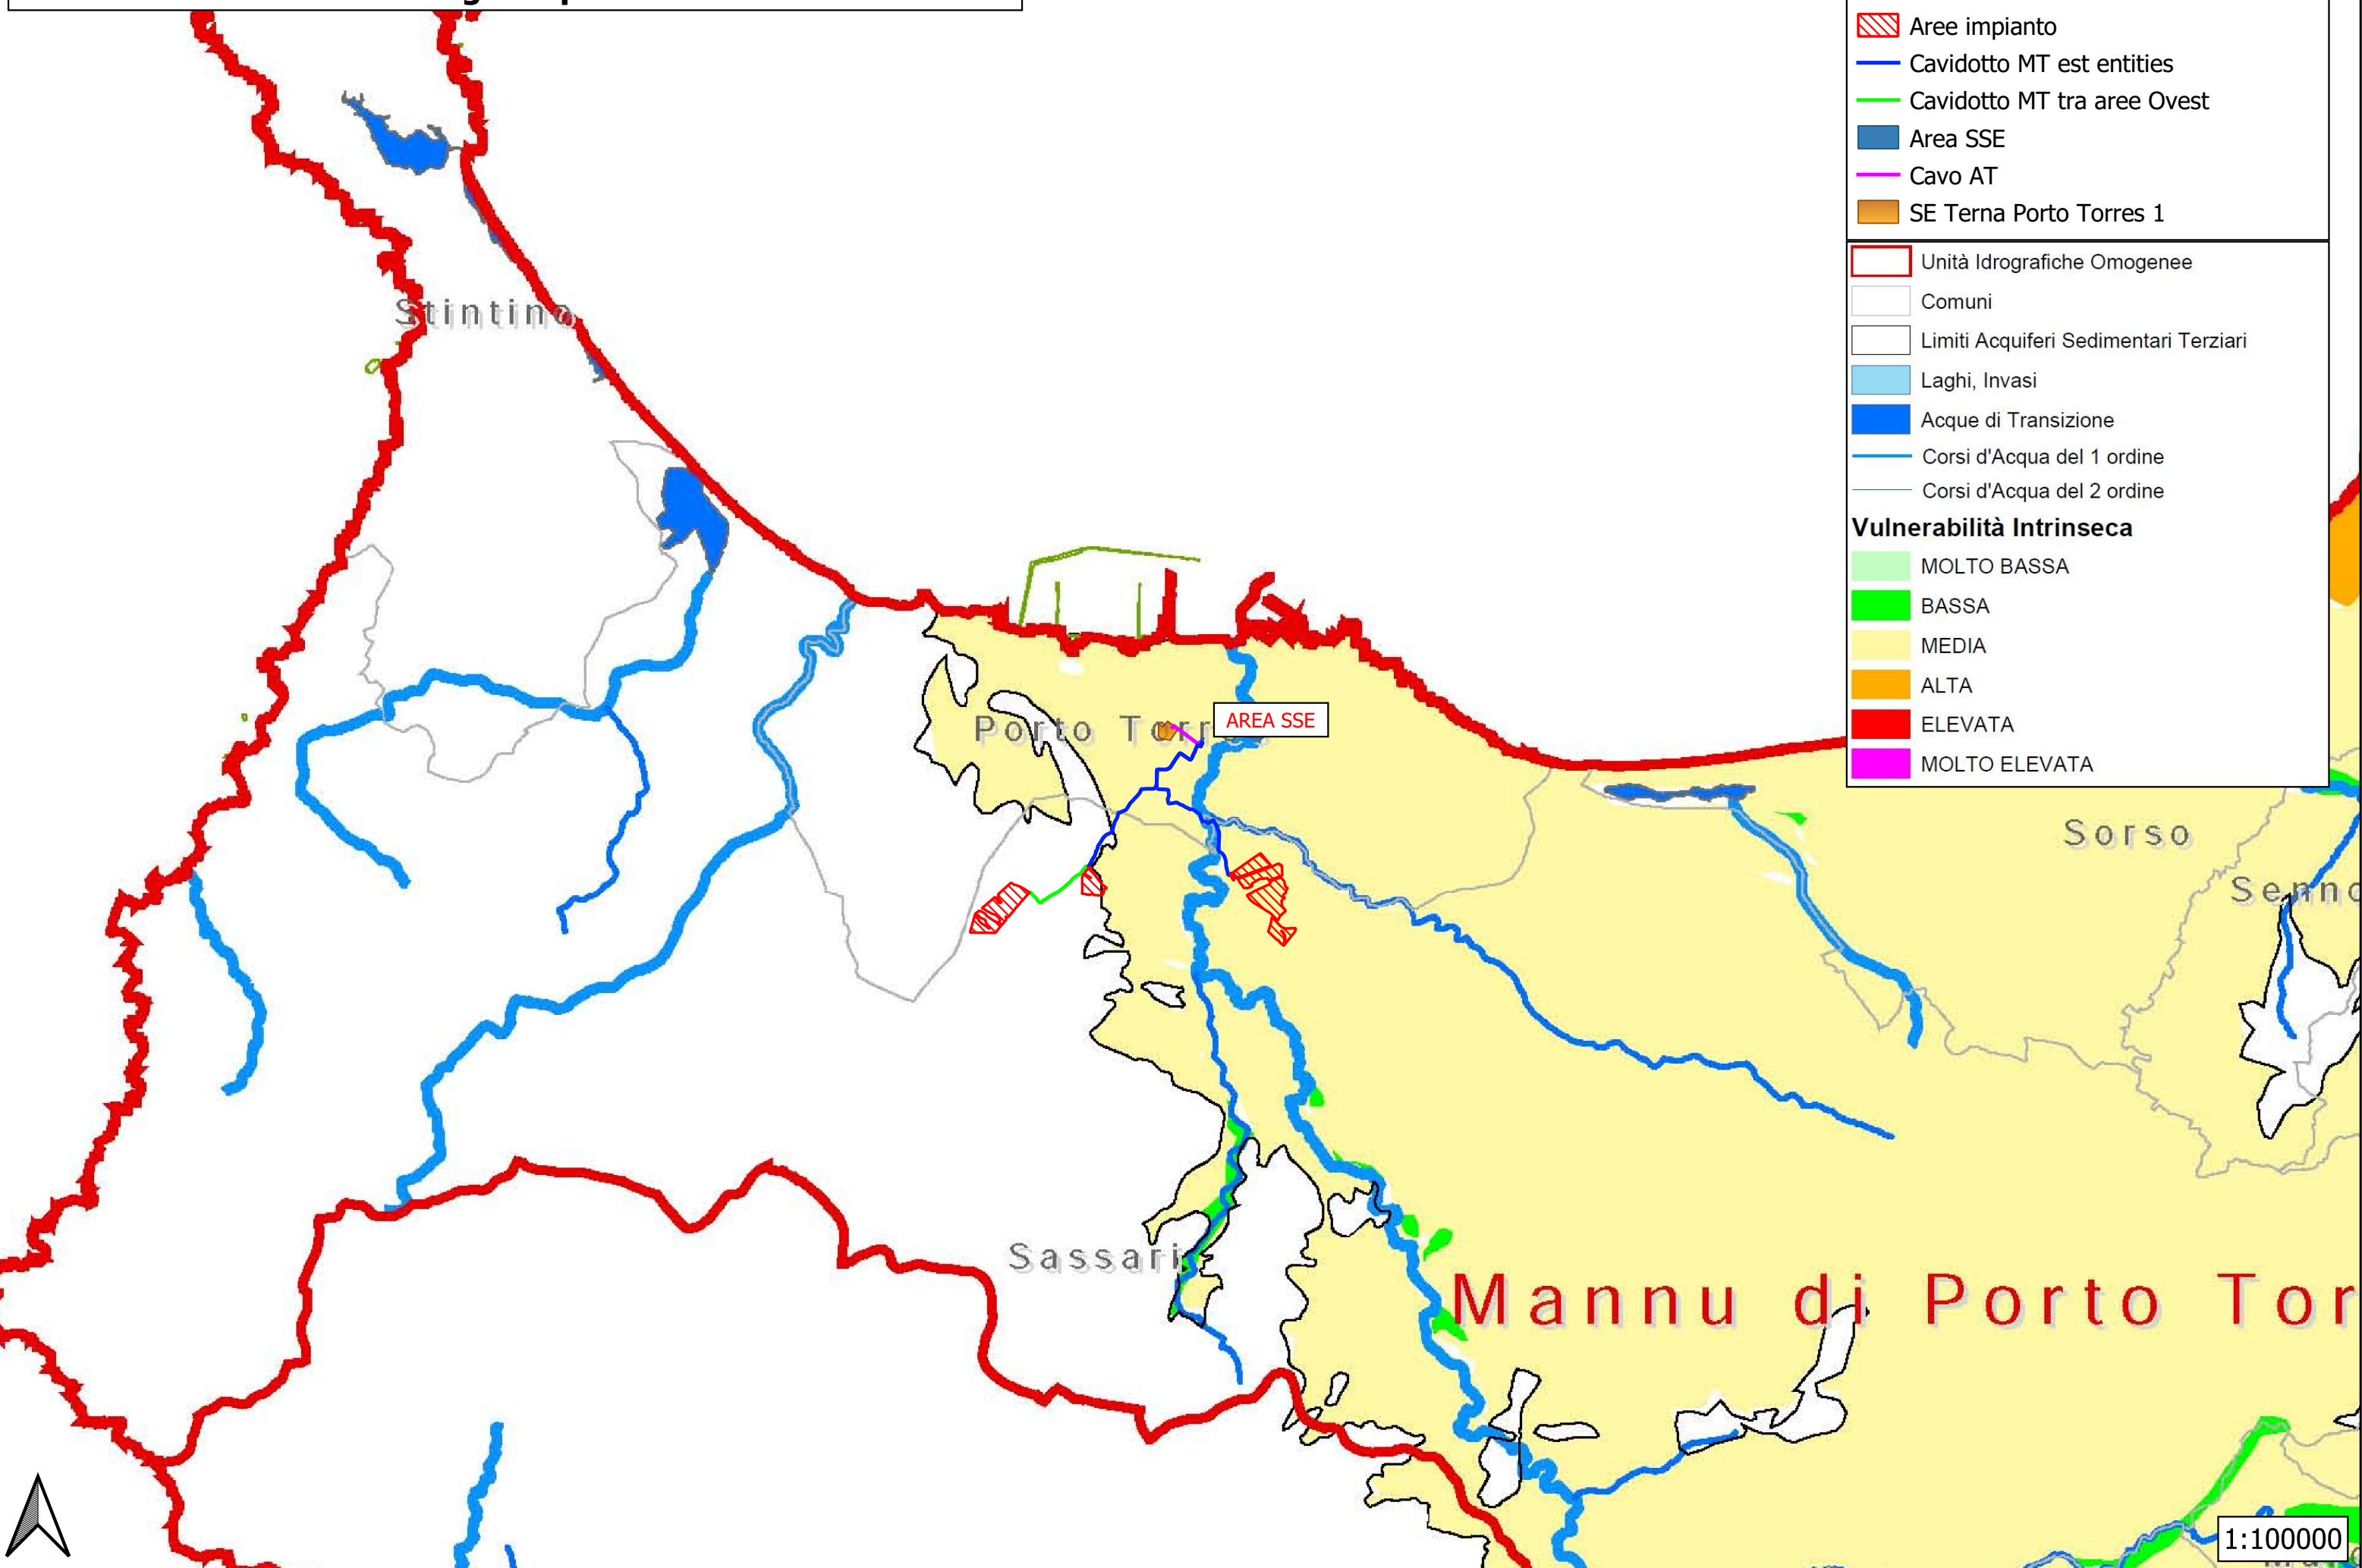 Aree impianto
Cavidotto MT est entities
Cavidotto MT tra aree Ovest
Area SSE
Cavo AT
SE Terna Porto Torres 1
Unità Idrografiche Omogenee
Comuni
Limiti Acquiferi Sedimentari Terziari
Laghi, Invasi
Acque di Transizione
Corsi d'Acqua del 1 ordine
Corsi d'Acqua del 2 ordine
Vulnerabilità Intrinseca
MOLTO BASSA
BASSA
MEDIA
ALTA
ELEVATA
MOLTO ELEVATA
Stintino
Porto Torr
AREA SSE
Sorso
Senno
Sassari
Mannu di Porto Tor
1:100000